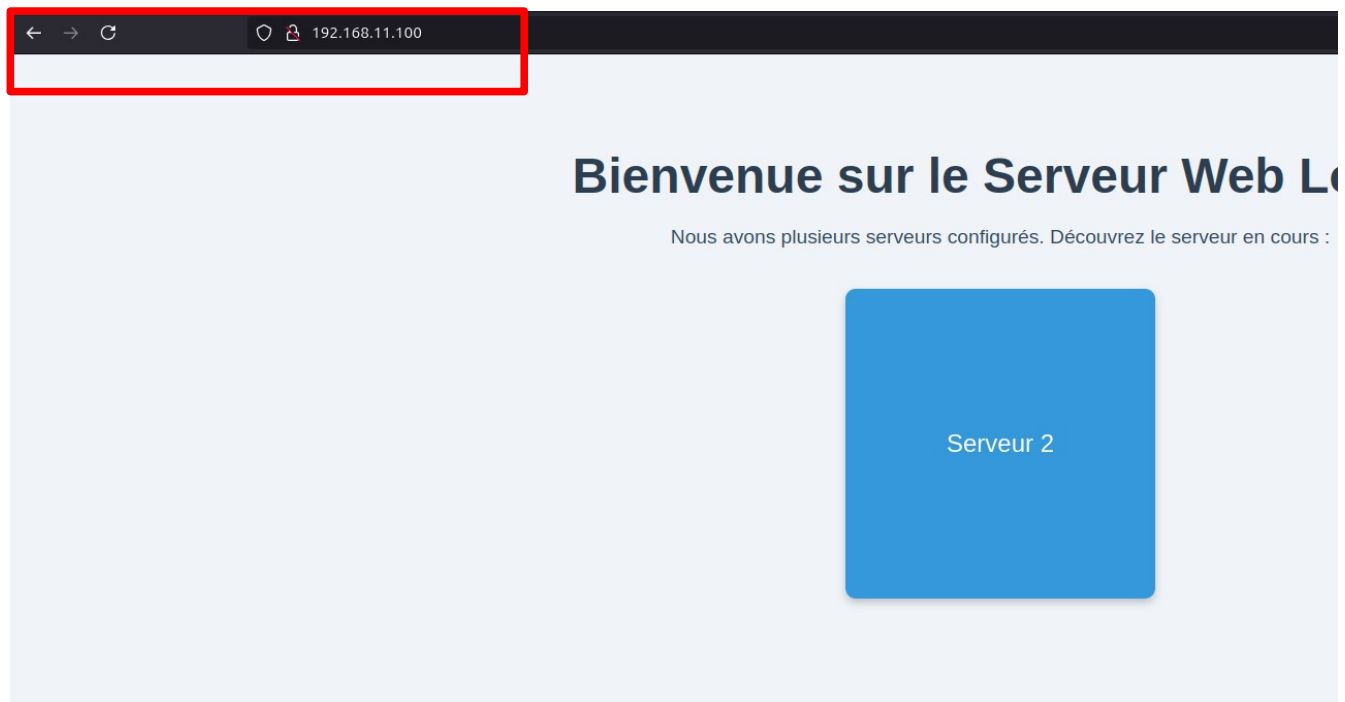 192.168.11.100
Bienvenue sur le Serveur Web
Nous avons plusieurs serveurs configurés. Découvrez le serveur en cours :
Serveur 2